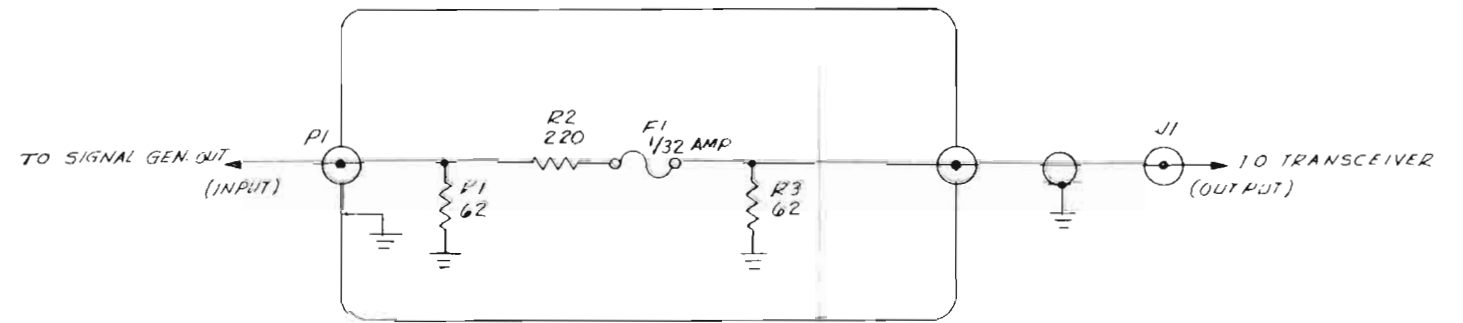 TO SIGNAL GEN. OUT
(INPUT)
P1
R1
62
R2
220
F1
1/32 AMP
R3
62
J1
TO TRANSCEIVER
(OUTPUT)